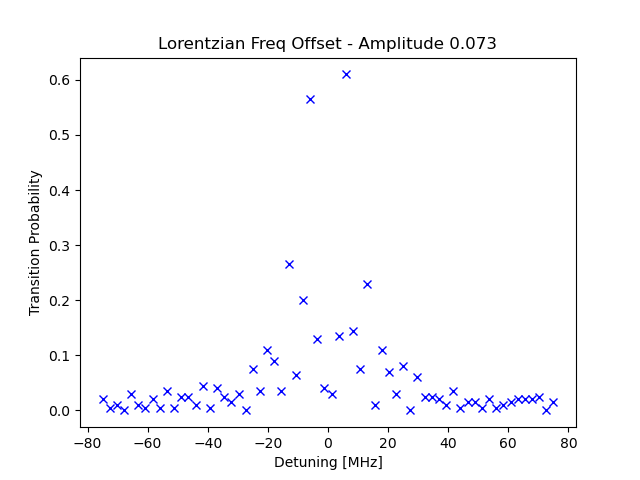 Lorentzian Freq Offset - Amplitude 0.073
Transition Probability
0.6
0.5
0.4
0.3
0.2
0.1
0.0
−80 −60 −40 −20 0 20 40 60 80
Detuning [MHz]